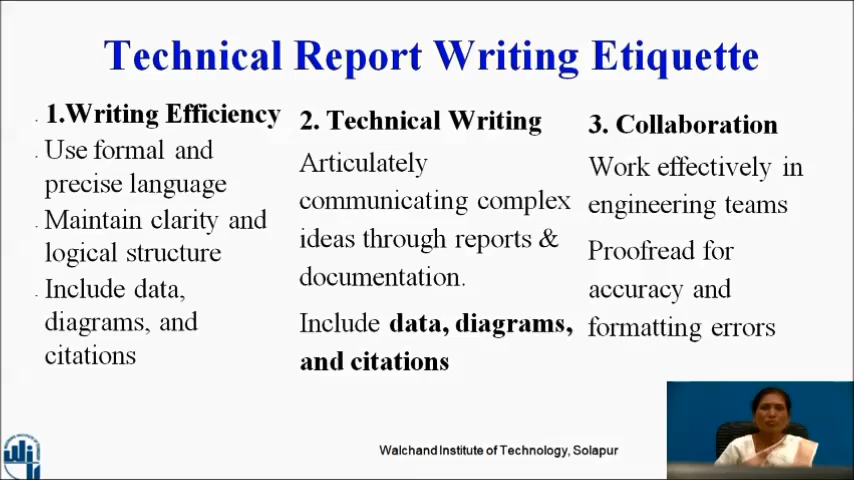 Technical Report Writing Etiquette
1.Writing Efficiency
Use formal and
precise language
Maintain clarity and
logical structure
Include data,
diagrams, and
citations
2. Technical Writing
Articulately
communicating complex
ideas through reports &
documentation.
Include data, diagrams,
and citations
3. Collaboration
Work effectively in
engineering teams
Proofread for
accuracy and
formatting errors
Walchand Institute of Technology, Solapur